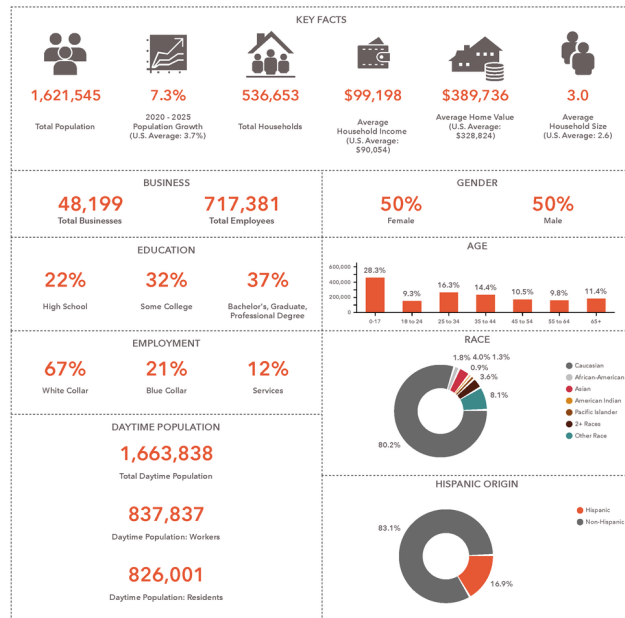 KEY FACTS
1,621,545
Total Population
7.3%
2020 - 2025
Population Growth
(U.S. Average: 3.7%)
536,653
Total Households
$99,198
Average
Household Income
(U.S. Average:
$90,054)
$389,736
Average Home Value
(U.S. Average:
$328,824)
3.0
Average
Household Size
(U.S. Average: 2.6)
BUSINESS
48,199
Total Businesses
717,381
Total Employees
GENDER
50%
Female
50%
Male
EDUCATION
22%
High School
32%
Some College
37%
Bachelor's, Graduate,
Professional Degree
AGE
600,000
400,000
200,000
0
28.3%
9.3%
16.3%
14.4%
10.5%
9.8%
11.4%
0-17
18 to 24
25 to 34
35 to 44
45 to 54
55 to 64
65+
EMPLOYMENT
67%
White Collar
21%
Blue Collar
12%
Services
RACE
1.8% 4.0% 1.3%
0.9%
3.6%
8.1%
80.2%
Caucasian
African-American
Asian
American Indian
Pacific Islander
2+ Races
Other Race
DAYTIME POPULATION
1,663,838
Total Daytime Population
837,837
Daytime Population: Workers
826,001
Daytime Population: Residents
HISPANIC ORIGIN
83.1%
16.9%
Hispanic
Non-Hispanic